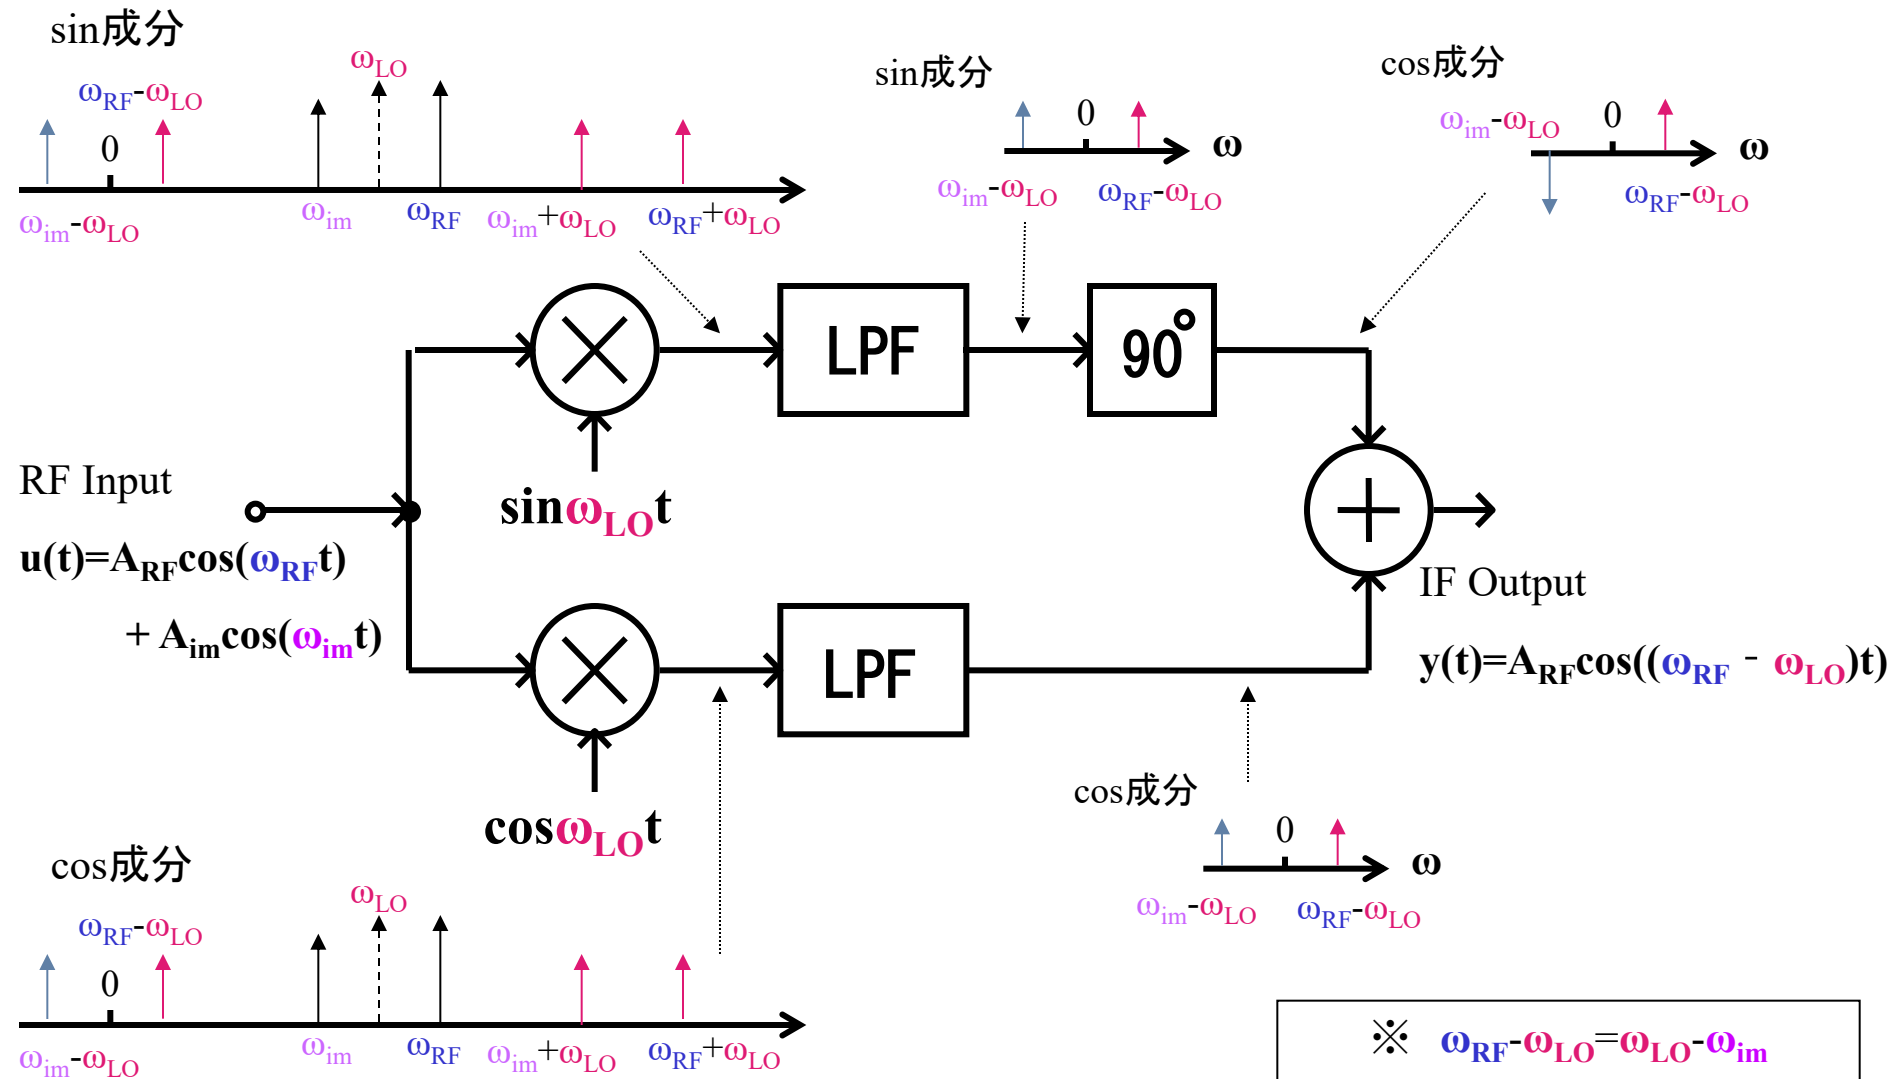 sin成分
ωLO
ωRF-ωLO
0
ωim-ωLO
ωim
ωRF
ωim+ωLO
ωRF+ωLO
sin成分
0
ω
ωim-ωLO
ωRF-ωLO
cos成分
ωim-ωLO
0
ω
ωRF-ωLO
LPF
90°
RF Input
u(t)=ARFcos(ωRFt)
+ Aimcos(ωimt)
sinωLOt
IF Output
y(t)=ARFcos((ωRF - ωLO)t)
LPF
cosωLOt
cos成分
0
ω
ωim-ωLO
ωRF-ωLO
cos成分
ωLO
ωRF-ωLO
0
ωim-ωLO
ωim
ωRF
ωim+ωLO
ωRF+ωLO
※ ωRF-ωLO=ωLO-ωim